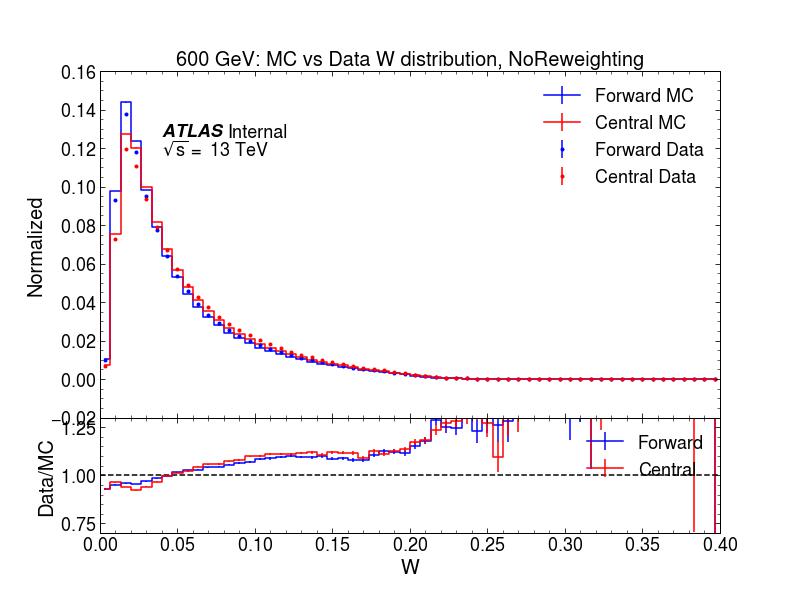 600 GeV: MC vs Data W distribution, NoReweighting
0.16
0.14
0.12
0.10
0.08
0.06
0.04
0.02
0.00
−0.02
Normalized
ATLAS Internal
√s = 13 TeV
Forward MC
Central MC
Forward Data
Central Data
1.25
1.00
0.75
Data/MC
Forward
Central
0.00 0.05 0.10 0.15 0.20 0.25 0.30 0.35 0.40
W